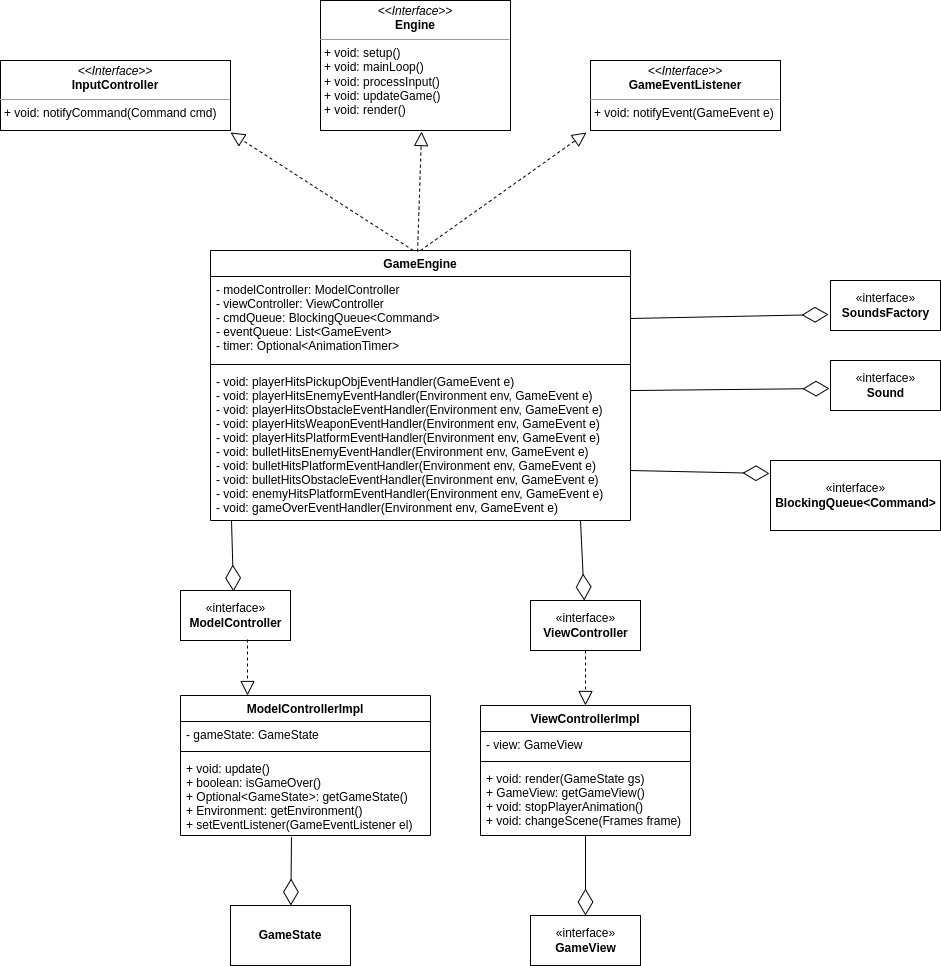 <<Interface>>
Engine
+ void: setup()
+ void: mainLoop()
+ void: processInput()
+ void: updateGame()
+ void: render()
<<Interface>>
InputController
+ void: notifyCommand(Command cmd)
<<Interface>>
GameEventListener
+ void: notifyEvent(GameEvent e)
GameEngine
- modelController: ModelController
- viewController: ViewController
- cmdQueue: BlockingQueue<Command>
- eventQueue: List<GameEvent>
- timer: Optional<AnimationTimer>
- void: playerHitsPickupObjEventHandler(GameEvent e)
- void: playerHitsEnemyEventHandler(Environment env, GameEvent e)
- void: playerHitsObstacleEventHandler(Environment env, GameEvent e)
- void: playerHitsWeaponEventHandler(Environment env, GameEvent e)
- void: playerHitsPlatformEventHandler(Environment env, GameEvent e)
- void: bulletHitsEnemyEventHandler(Environment env, GameEvent e)
- void: bulletHitsPlatformEventHandler(Environment env, GameEvent e)
- void: bulletHitsObstacleEventHandler(Environment env, GameEvent e)
- void: enemyHitsPlatformEventHandler(Environment env, GameEvent e)
- void: gameOverEventHandler(Environment env, GameEvent e)
«interface»
SoundsFactory
«interface»
Sound
«interface»
BlockingQueue<Command>
«interface»
ModelController
«interface»
ViewController
ModelControllerImpl
- gameState: GameState
+ void: update()
+ boolean: isGameOver()
+ Optional<GameState>: getGameState()
+ Environment: getEnvironment()
+ setEventListener(GameEventListener el)
ViewControllerImpl
- view: GameView
+ void: render(GameState gs)
+ GameView: getGameView()
+ void: stopPlayerAnimation()
+ void: changeScene(Frames frame)
GameState
«interface»
GameView